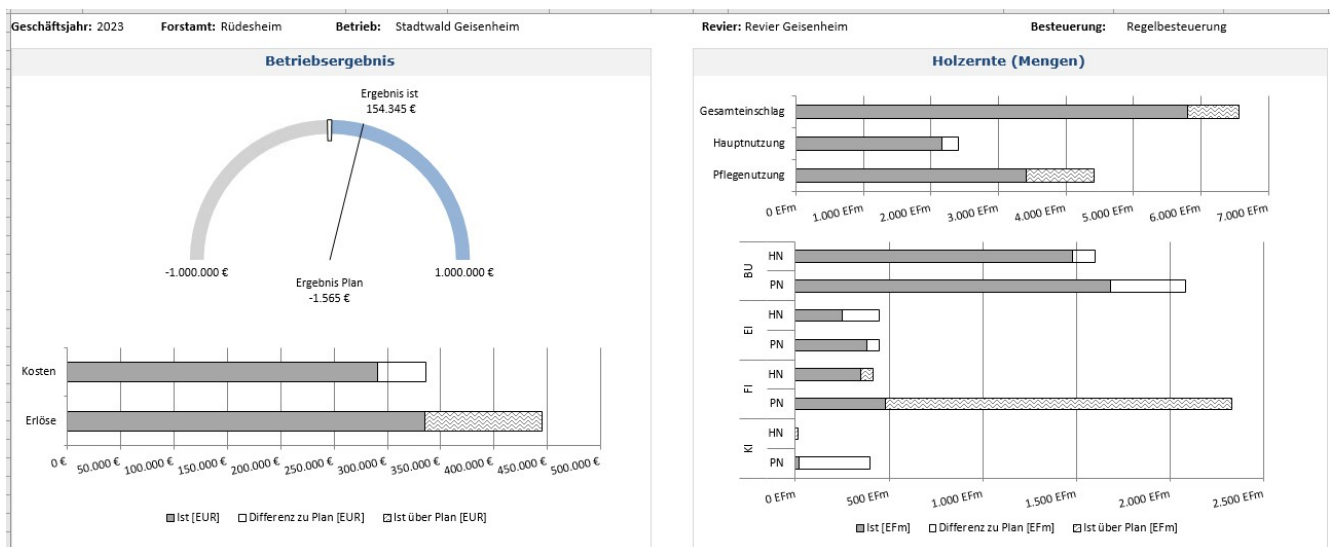 Geschäftsjahr: 2023 Forstamt: Rüdesheim Betrieb: Stadtwald Geisenheim Revier: Revier Geisenheim Besteuerung: Regelbesteuerung
Betriebsergebnis
Ergebnis ist
154.345 €
-1.000.000 €
1.000.000 €
Ergebnis Plan
-1.565 €
Kosten
Erlöse
0 € 50.000 € 100.000 € 150.000 € 200.000 € 250.000 € 300.000 € 350.000 € 400.000 € 450.000 € 500.000 €
Ist [EUR] Differenz zu Plan [EUR] Ist über Plan [EUR]
Holzernte (Mengen)
Gesamteinschlag
Hauptnutzung
Pflegenutzung
0 EFm 1.000 EFm 2.000 EFm 3.000 EFm 4.000 EFm 5.000 EFm 6.000 EFm 7.000 EFm
BU
HN
PN
EI
HN
PN
FI
HN
PN
KI
HN
PN
0 EFm 500 EFm 1.000 EFm 1.500 EFm 2.000 EFm 2.500 EFm
Ist [EFm] Differenz zu Plan [EFm] Ist über Plan [EFm]